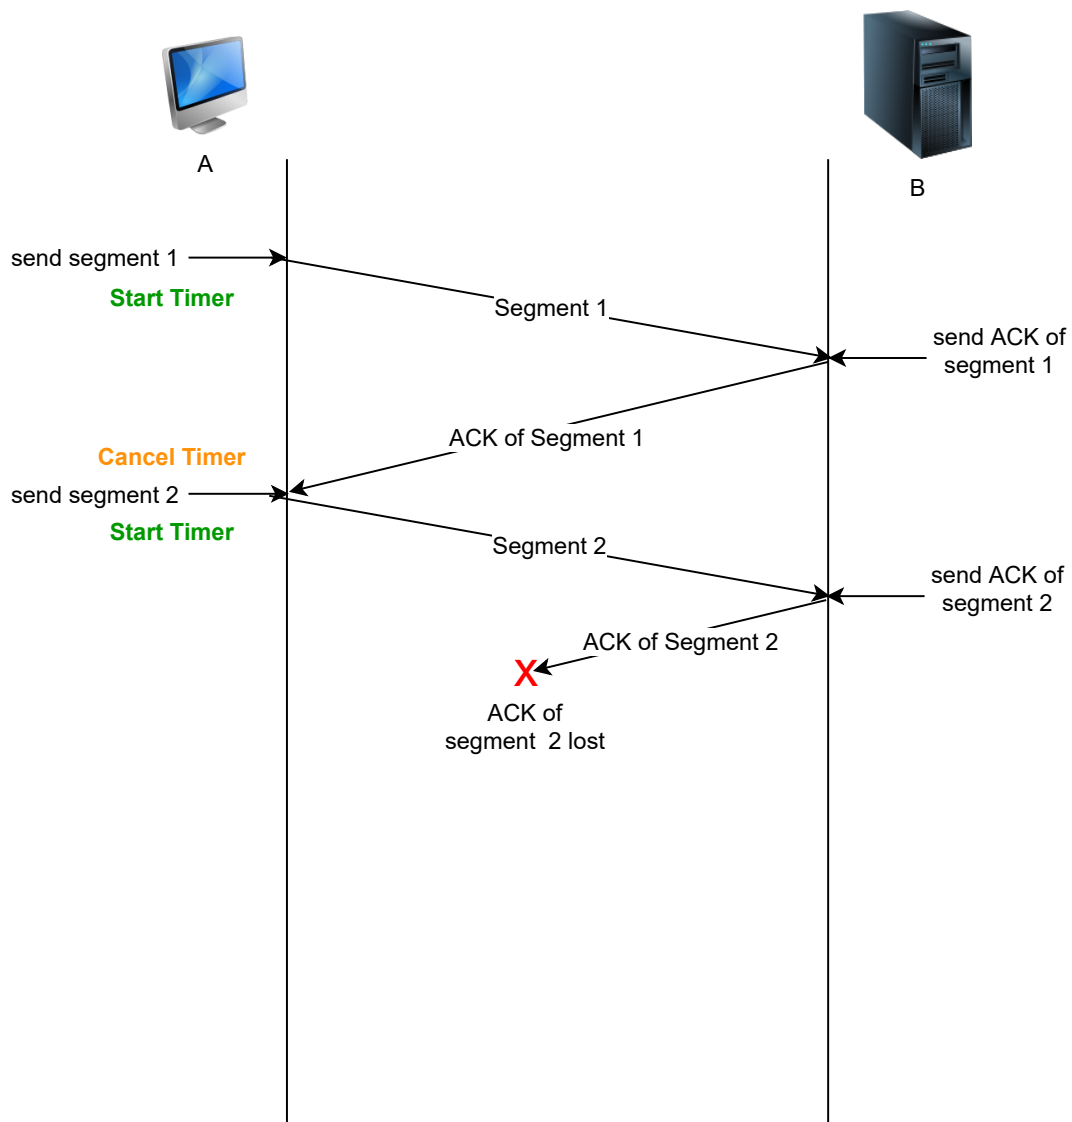 A
B
send segment 1
Start Timer
Segment 1
send ACK of
segment 1
ACK of Segment 1
Cancel Timer
send segment 2
Start Timer
Segment 2
send ACK of
segment 2
ACK of Segment 2
X
ACK of
segment  2 lost